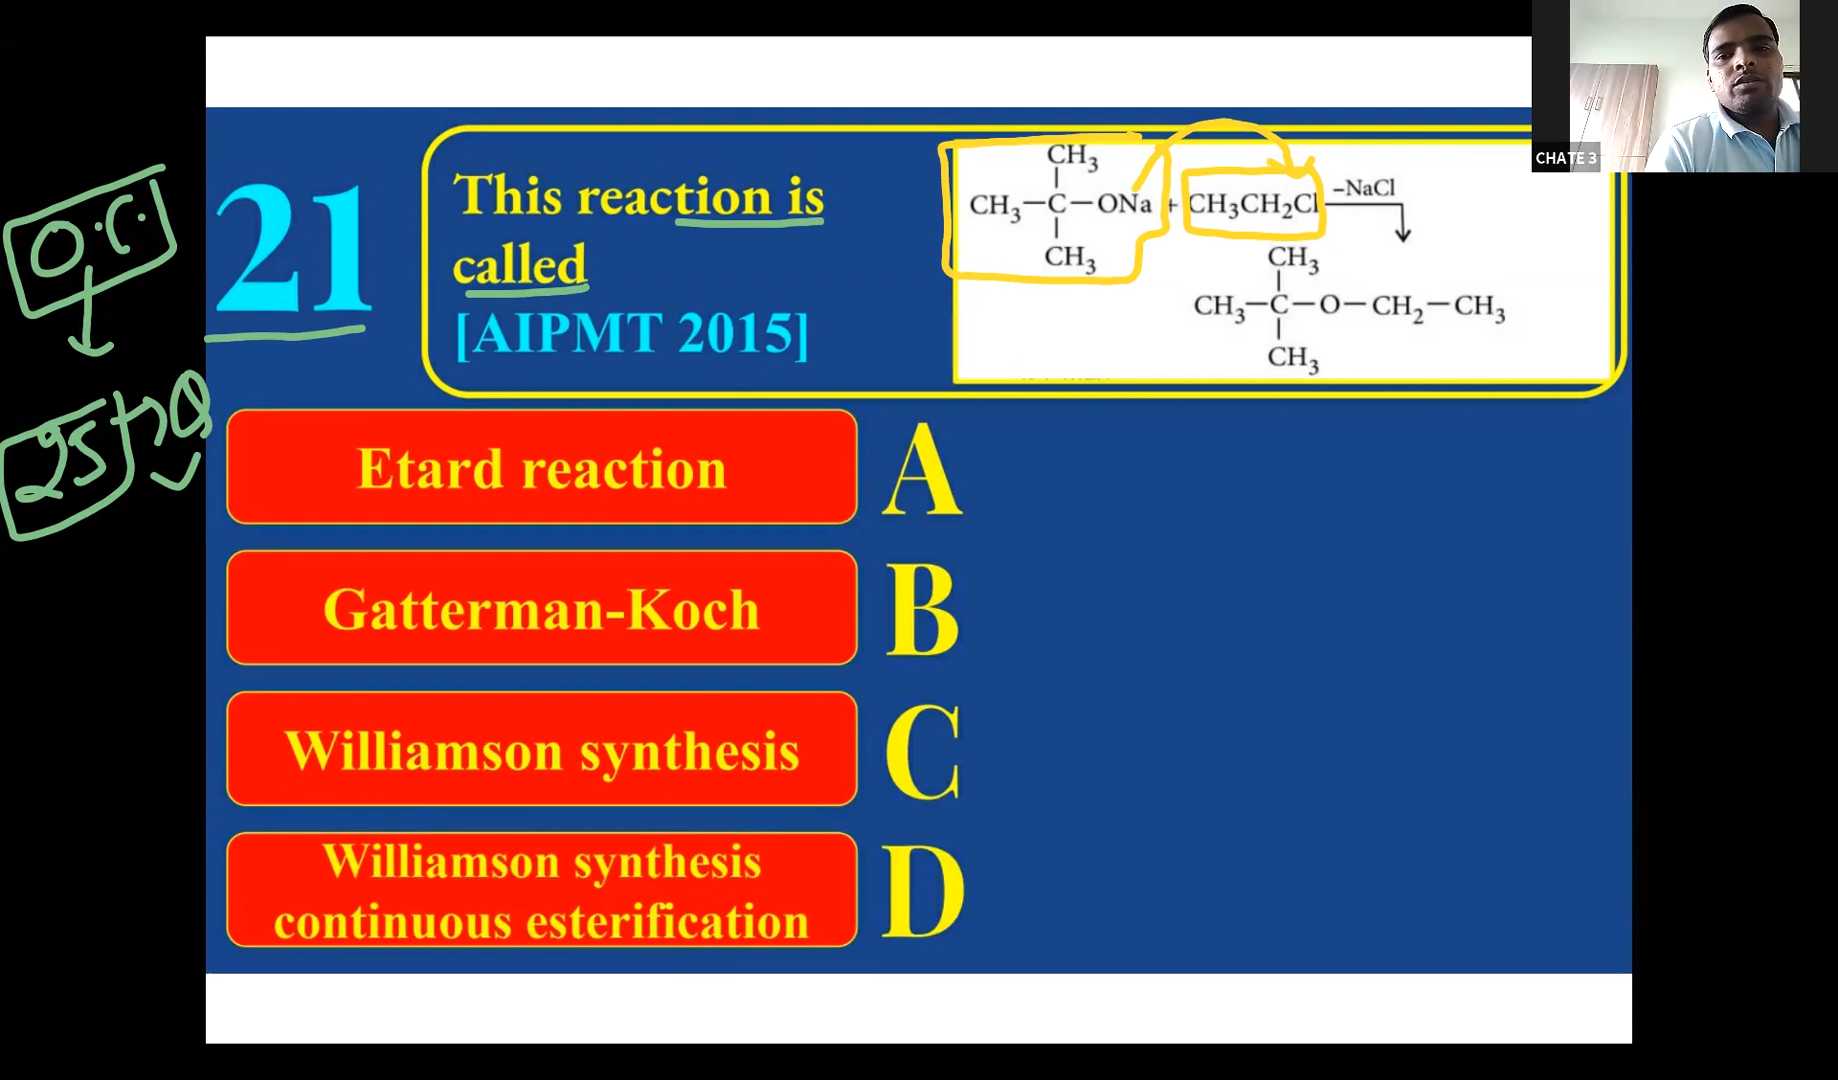 CHATE 3
21
This reaction is
called
[AIPMT 2015]
CH₃
CH₃—C—ONa + CH₃CH₂Cl –NaCl
CH₃
CH₃
CH₃—C—O—CH₂—CH₃
CH₃
O.C.
25
Etard reaction
A
Gatterman-Koch
B
Williamson synthesis
C
Williamson synthesis
continuous esterification
D